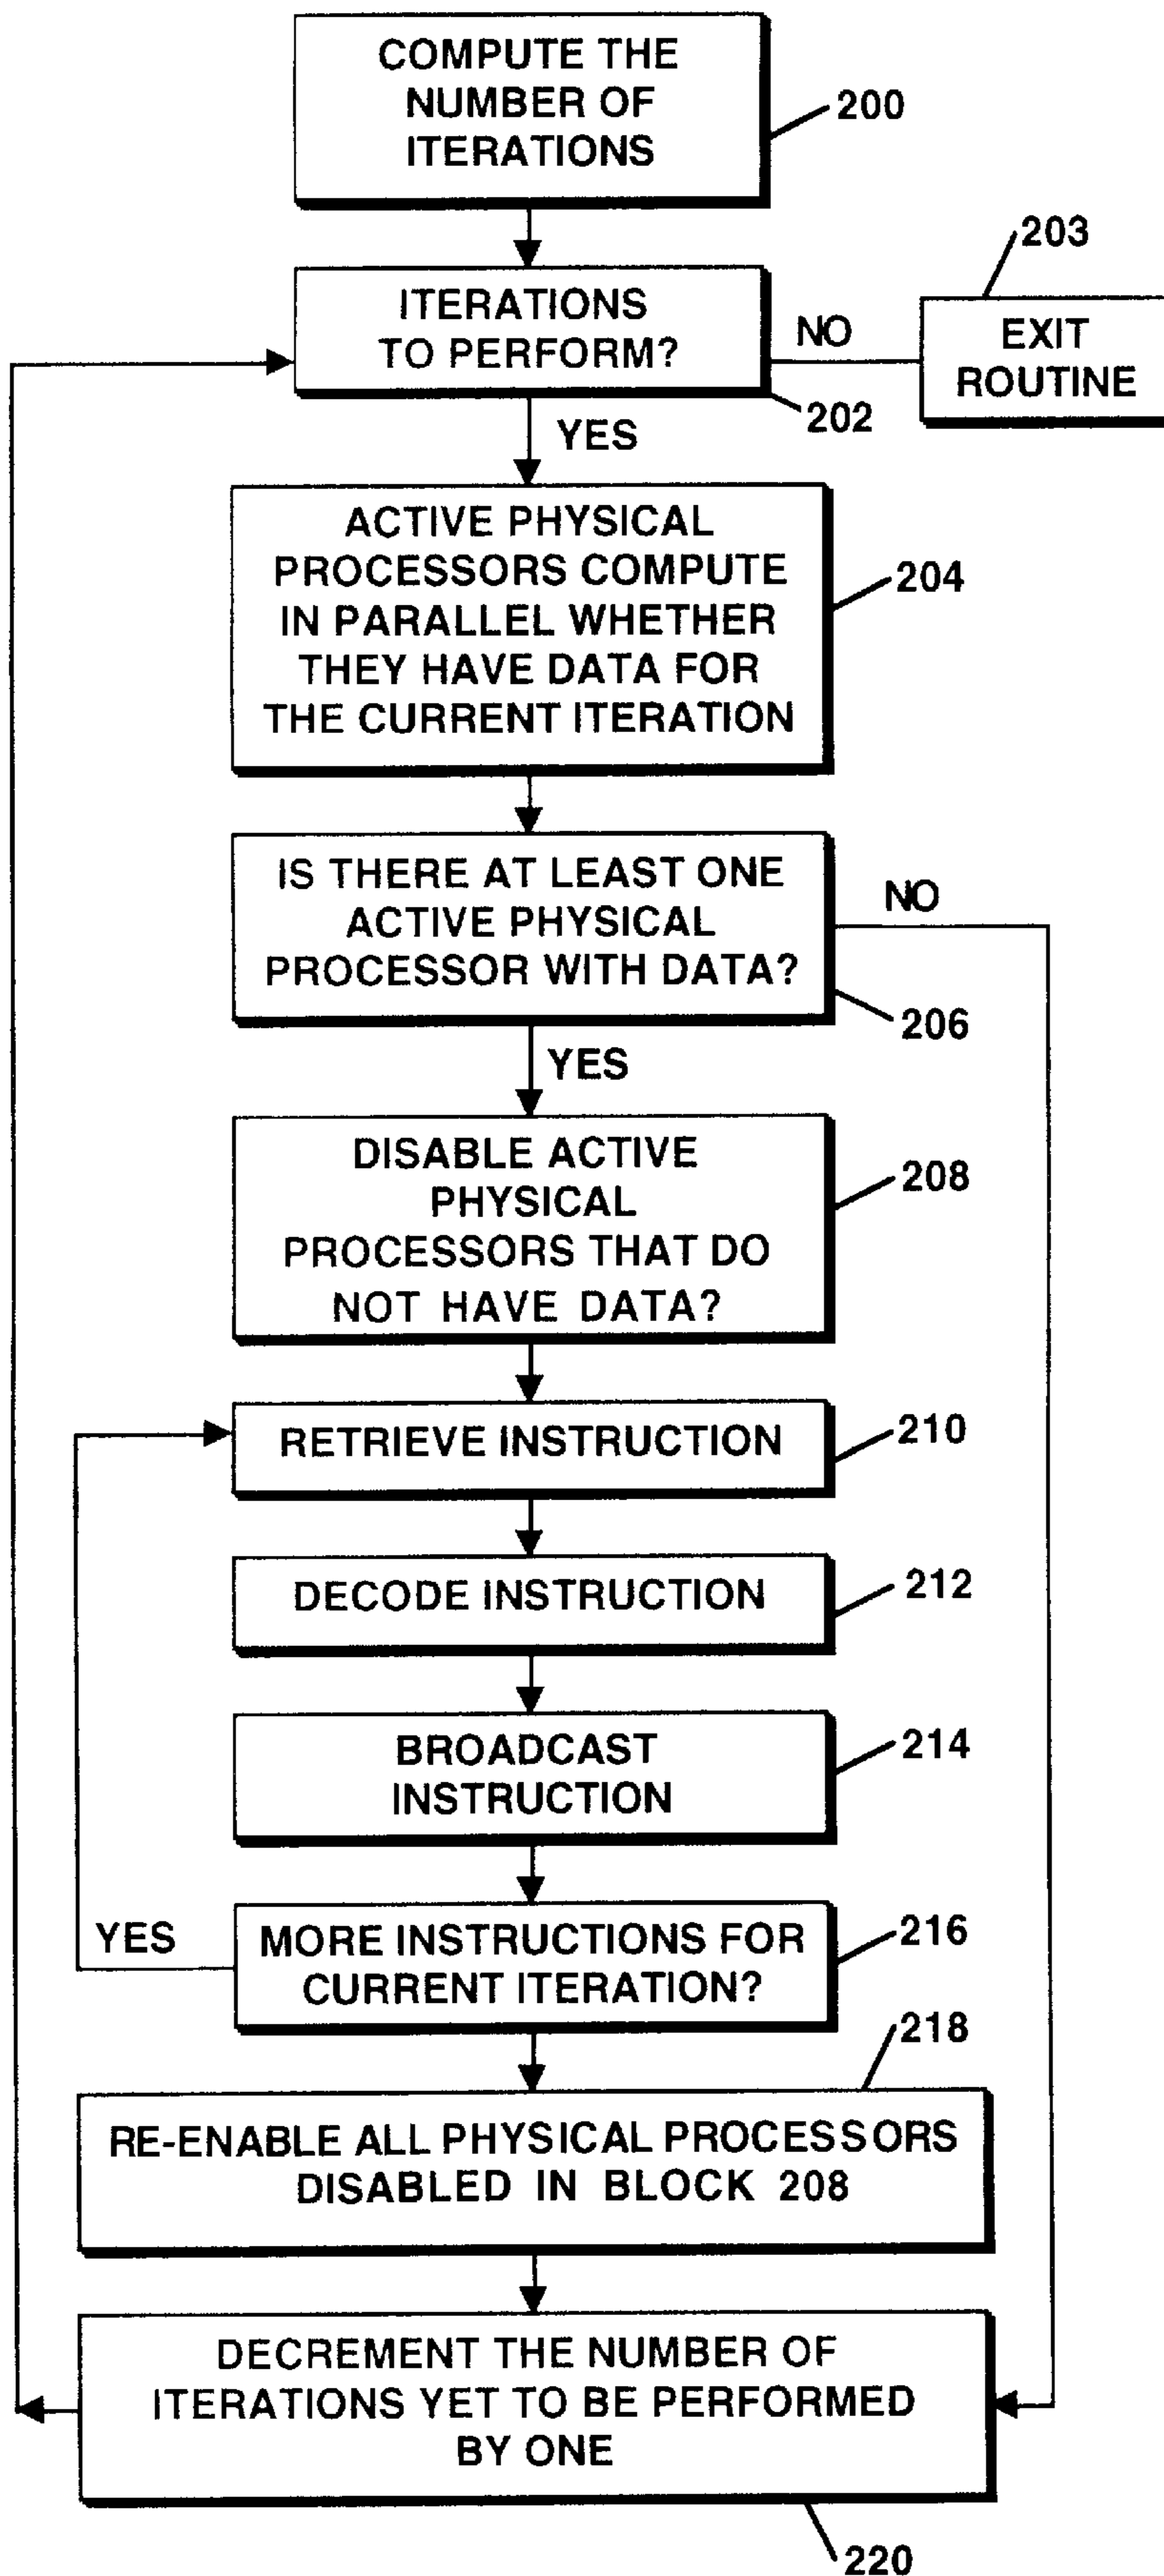 COMPUTE THE
NUMBER OF
ITERATIONS
200
203
ITERATIONS
TO PERFORM?
NO
EXIT
ROUTINE
202
YES
ACTIVE PHYSICAL
PROCESSORS COMPUTE
IN PARALLEL WHETHER
THEY HAVE DATA FOR
THE CURRENT ITERATION
204
IS THERE AT LEAST ONE
ACTIVE PHYSICAL
PROCESSOR WITH DATA?
NO
206
YES
DISABLE ACTIVE
PHYSICAL
PROCESSORS THAT DO
NOT HAVE DATA?
208
RETRIEVE INSTRUCTION
210
DECODE INSTRUCTION
212
BROADCAST
INSTRUCTION
214
YES
MORE INSTRUCTIONS FOR
CURRENT ITERATION?
216
218
RE-ENABLE ALL PHYSICAL PROCESSORS
DISABLED IN BLOCK 208
DECREMENT THE NUMBER OF
ITERATIONS YET TO BE PERFORMED
BY ONE
220